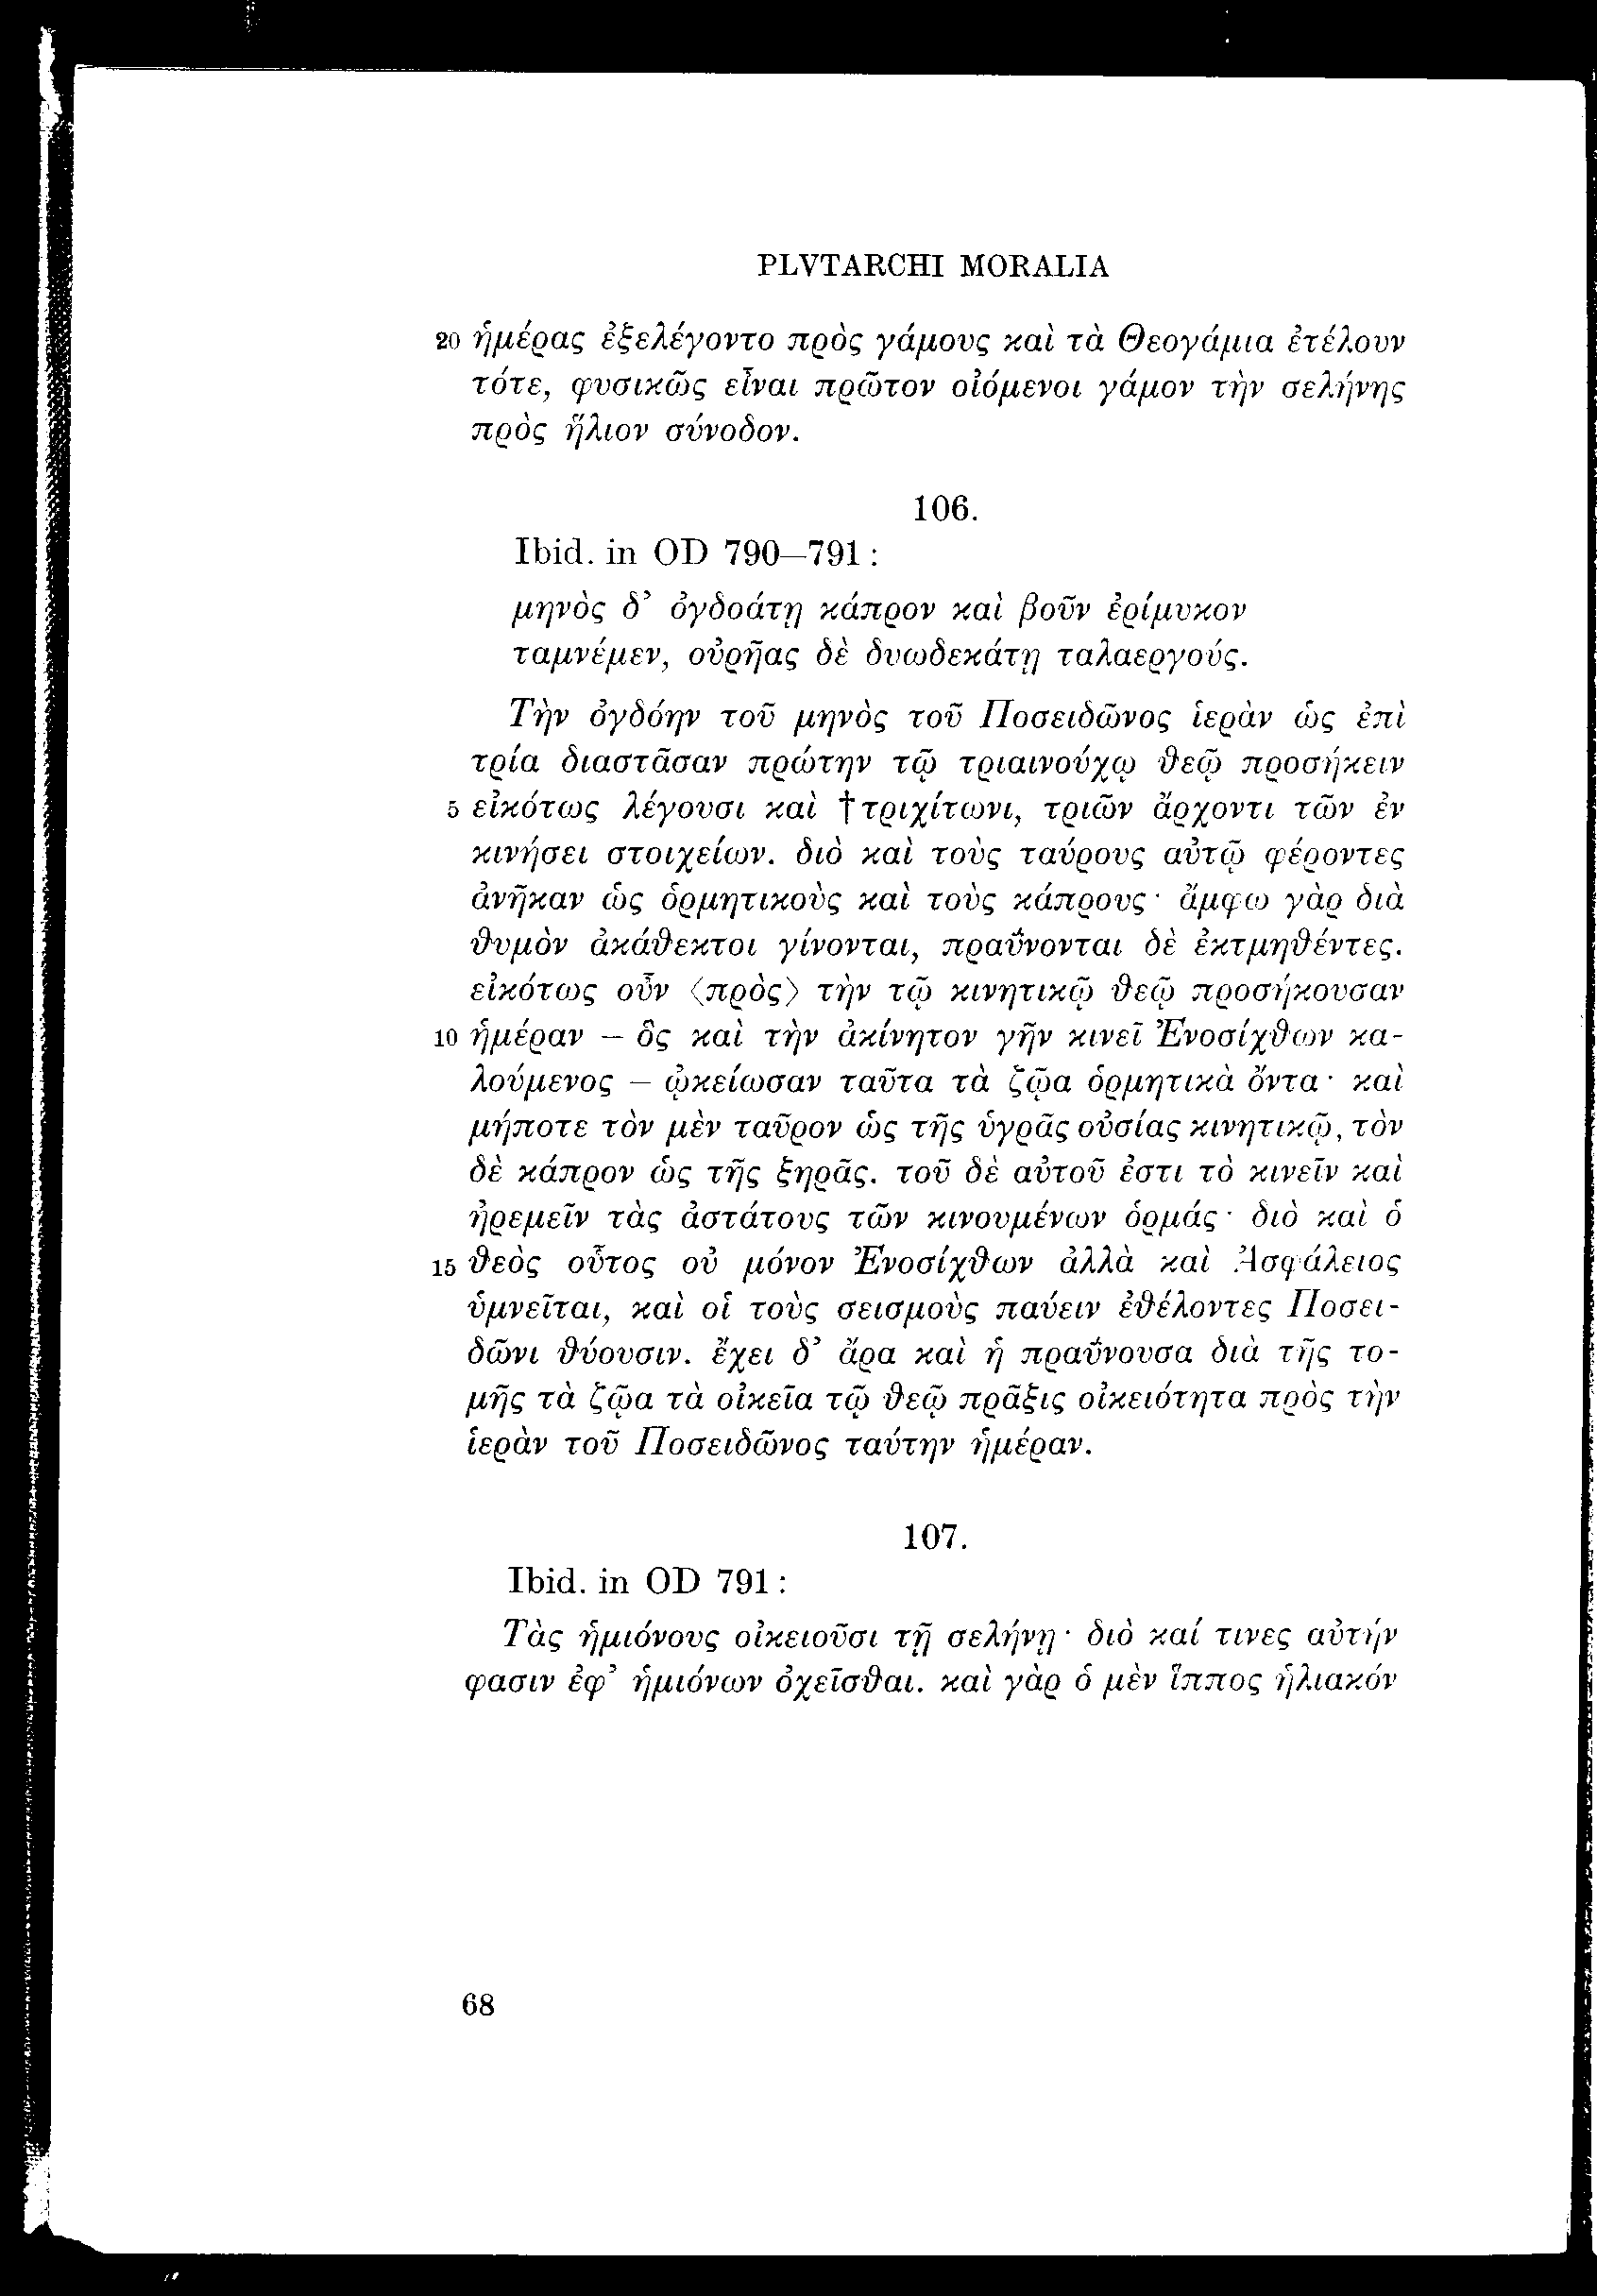 PLVTARCHI MORALIA
20 ἡμέρας ἐξελέγοντο πρὸς γάμους καὶ τὰ Θεογάμια ἐτέλουν
τότε, φυσικῶς εἶναι πρῶτον οἰόμενοι γάμον τὴν σελήνης
πρὸς ἥλιον σύνοδον.
106.
Ibid. in OD 790–791:
μηνὸς δ’ ὀγδοάτῃ κάπρον καὶ βοῦν ἐρίμυκον
ταμνέμεν, οὐρῆας δὲ δυωδεκάτῃ ταλαεργούς.
Τὴν ὀγδόην τοῦ μηνὸς τοῦ Ποσειδῶνος ἱερὰν ὡς ἐπὶ
τρία διαστᾶσαν πρώτην τῷ τριαινούχῳ θεῷ προσήκειν
5 εἰκότως λέγουσι καὶ †τριχίτωνι, τριῶν ἄρχοντι τῶν ἐν
κινήσει στοιχείων. διὸ καὶ τοὺς ταύρους αὐτῷ φέροντες
ἀνῆκαν ὡς ὁρμητικοὺς καὶ τοὺς κάπρους· ἄμφω γὰρ διὰ
θυμὸν ἀκάθεκτοι γίνονται, πραΰνονται δὲ ἐκτμηθέντες.
εἰκότως οὖν ⟨πρὸς⟩ τὴν τῷ κινητικῷ θεῷ προσήκουσαν
10 ἡμέραν – ὃς καὶ τὴν ἀκίνητον γῆν κινεῖ Ἐνοσίχθων κα-
λούμενος – ᾠκείωσαν ταῦτα τὰ ζῷα ὁρμητικὰ ὄντα· καὶ
μήποτε τὸν μὲν ταῦρον ὡς τῆς ὑγρᾶς οὐσίας κινητικῷ, τὸν
δὲ κάπρον ὡς τῆς ξηρᾶς. τοῦ δὲ αὐτοῦ ἐστι τὸ κινεῖν καὶ
ἠρεμεῖν τὰς ἀστάτους τῶν κινουμένων ὁρμάς· διὸ καὶ ὁ
15 θεὸς οὗτος οὐ μόνον Ἐνοσίχθων ἀλλὰ καὶ Ἀσφάλειος
ὑμνεῖται, καὶ οἱ τοὺς σεισμοὺς παύειν ἐθέλοντες Ποσει-
δῶνι θύουσιν. ἔχει δ’ ἄρα καὶ ἡ πραΰνουσα διὰ τῆς το-
μῆς τὰ ζῷα τὰ οἰκεῖα τῷ θεῷ πρᾶξις οἰκειότητα πρὸς τὴν
ἱερὰν τοῦ Ποσειδῶνος ταύτην ἡμέραν.
107.
Ibid. in OD 791:
Τὰς ἡμιόνους οἰκειοῦσι τῇ σελήνῃ· διὸ καί τινες αὐτήν
φασιν ἐφ’ ἡμιόνων ὀχεῖσθαι. καὶ γὰρ ὁ μὲν ἵππος ἡλιακόν
68